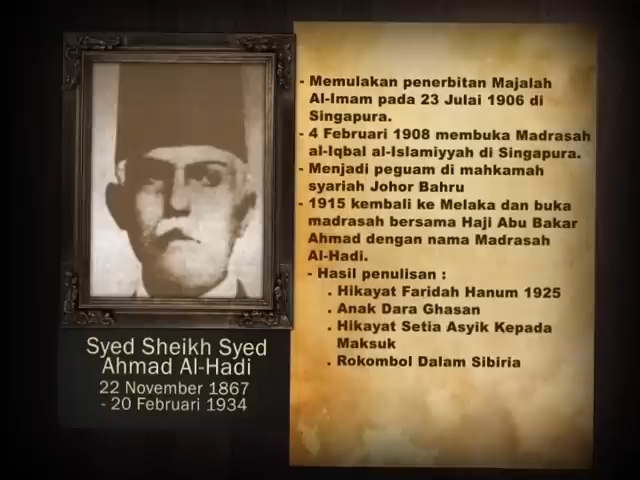 - Memulakan penerbitan Majalah
Al-Imam pada 23 Julai 1906 di
Singapura.
- 4 Februari 1908 membuka Madrasah
al-Iqbal al-Islamiyyah di Singapura.
- Menjadi peguam di mahkamah
syariah Johor Bahru
- 1915 kembali ke Melaka dan buka
madrasah bersama Haji Abu Bakar
Ahmad dengan nama Madrasah
Al-Hadi.
- Hasil penulisan :
. Hikayat Faridah Hanum 1925
. Anak Dara Ghasan
. Hikayat Setia Asyik Kepada
Maksuk
. Rokombol Dalam Sibiria
Syed Sheikh Syed
Ahmad Al-Hadi
22 November 1867
- 20 Februari 1934